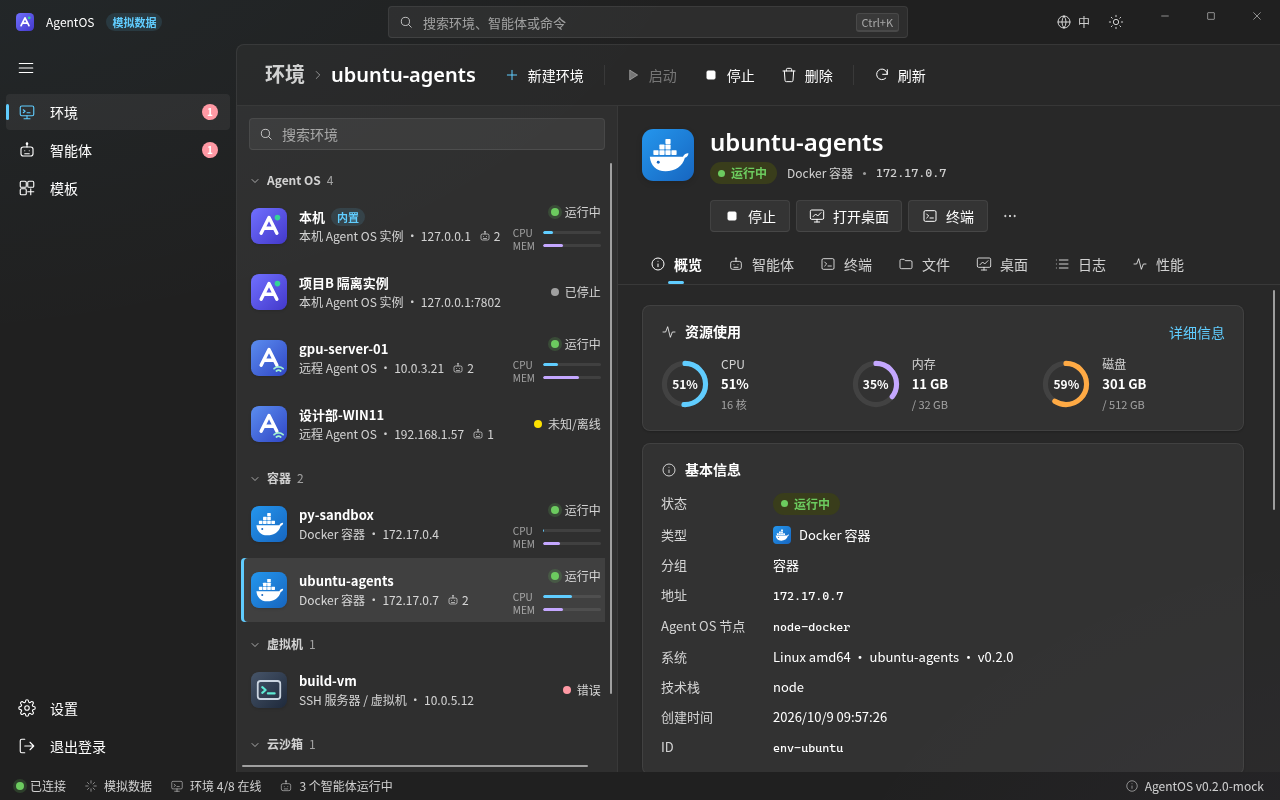 AgentOS 模拟数据
搜索环境、智能体或命令 Ctrl+K
中
环境 1
智能体 1
模板
设置
退出登录
环境 › ubuntu-agents
新建环境 启动 停止 删除 刷新
搜索环境
Agent OS 4
本机 内置 运行中
本机 Agent OS 实例 • 127.0.0.1 2
CPU
MEM
项目B 隔离实例
本机 Agent OS 实例 • 127.0.0.1:7802
已停止
gpu-server-01 运行中
远程 Agent OS • 10.0.3.21 2
CPU
MEM
设计部-WIN11
远程 Agent OS • 192.168.1.57 1
未知/离线
容器 2
py-sandbox 运行中
Docker 容器 • 172.17.0.4
CPU
MEM
ubuntu-agents 运行中
Docker 容器 • 172.17.0.7 2
CPU
MEM
虚拟机 1
build-vm
SSH 服务器 / 虚拟机 • 10.0.5.12
错误
云沙箱 1
ubuntu-agents
运行中 Docker 容器 • 172.17.0.7
停止 打开桌面 终端 ···
概览 智能体 终端 文件 桌面 日志 性能
资源使用 详细信息
51% CPU
51%
16 核
35% 内存
11 GB
/ 32 GB
59% 磁盘
301 GB
/ 512 GB
基本信息
状态 运行中
类型 Docker 容器
分组 容器
地址 172.17.0.7
Agent OS 节点 node-docker
系统 Linux amd64 • ubuntu-agents • v0.2.0
技术栈 node
创建时间 2026/10/9 09:57:26
ID env-ubuntu
已连接 模拟数据 环境 4/8 在线 3 个智能体运行中 AgentOS v0.2.0-mock